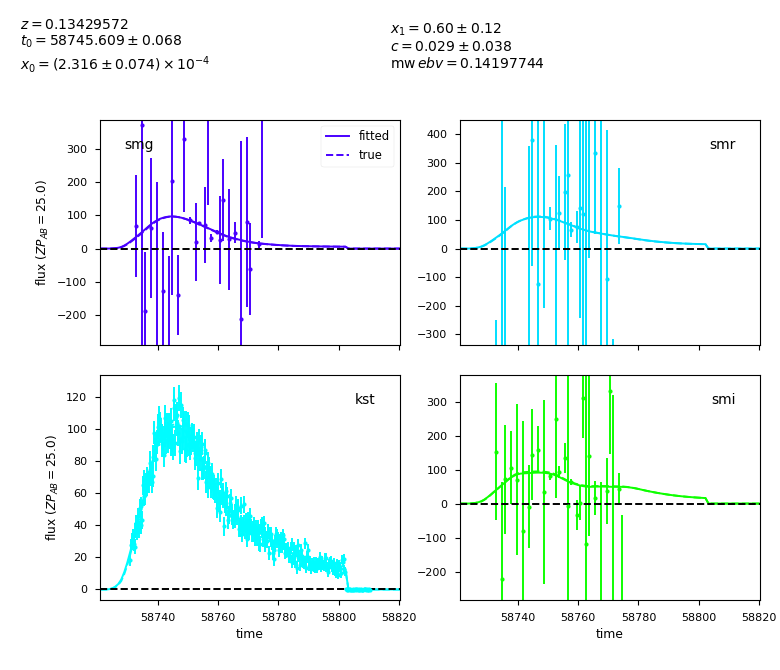 z = 0.13429572
t₀ = 58745.609 ± 0.068
x₀ = (2.316 ± 0.074) × 10⁻⁴
x₁ = 0.60 ± 0.12
c = 0.029 ± 0.038
mw ebv = 0.14197744
smg
fitted
true
300
200
100
0
−100
−200
flux (ZP_AB = 25.0)
smr
400
300
200
100
0
−100
−200
−300
kst
120
100
80
60
40
20
0
flux (ZP_AB = 25.0)
58740 58760 58780 58800 58820
time
smi
300
200
100
0
−100
−200
58740 58760 58780 58800 58820
time